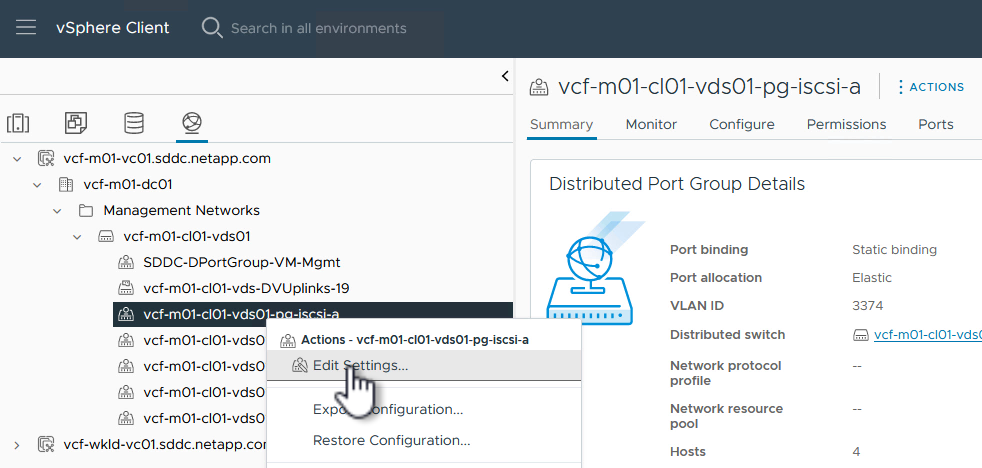 vSphere Client
Search in all environments
vcf-m01-vc01.sddc.netapp.com
vcf-m01-dc01
Management Networks
vcf-m01-cl01-vds01
SDDC-DPortGroup-VM-Mgmt
vcf-m01-cl01-vds-DVUplinks-19
vcf-m01-cl01-vds01-pg-iscsi-a
vcf-m01-cl01-vds0
vcf-m01-cl01-vds0
vcf-m01-cl01-vds0
vcf-m01-cl01-vds0
vcf-wkld-vc01.sddc.netapp.co
Actions - vcf-m01-cl01-vds01-pg-iscsi-a
Edit Settings...
Configuration...
Restore Configuration...
vcf-m01-cl01-vds01-pg-iscsi-a
ACTIONS
Summary Monitor Configure Permissions Ports
Distributed Port Group Details
Port binding Static binding
Port allocation Elastic
VLAN ID 3374
Distributed switch vcf-m01-cl01-vds
Network protocol
profile --
Network resource
pool --
Hosts 4